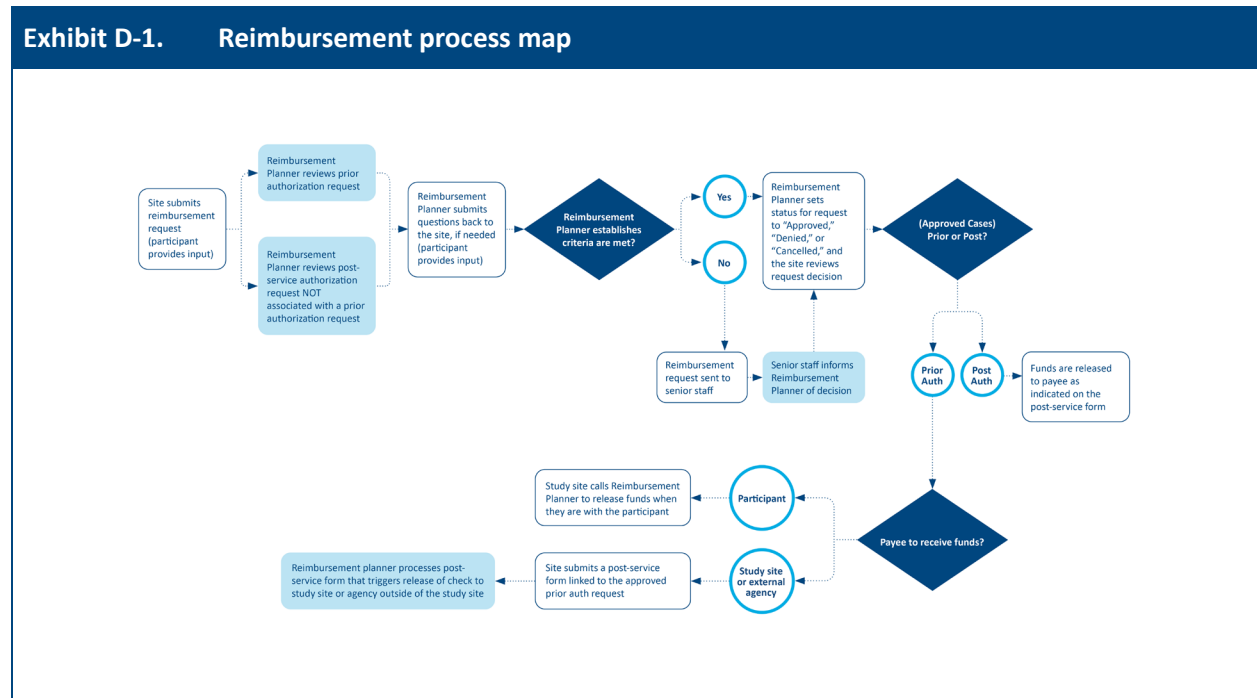 Exhibit D-1. Reimbursement process map
Site submits
reimbursement
request
(participant
provides input)
Reimbursement
Planner reviews prior
authorization request
Reimbursement
Planner reviews post-
service authorization
request NOT
associated with a prior
authorization request
Reimbursement
Planner submits
questions back to
the site, if needed
(participant
provides input)
Reimbursement
Planner establishes
criteria are met?
Yes
No
Reimbursement
Planner sets
status for request
to “Approved,”
“Denied,” or
“Cancelled,” and
the site reviews
request decision
Reimbursement
request sent to
senior staff
Senior staff informs
Reimbursement
Planner of decision
(Approved Cases)
Prior or Post?
Prior
Auth
Post
Auth
Funds are released
to payee as
indicated on the
post-service form
Payee to receive funds?
Participant
Study site calls Reimbursement
Planner to release funds when
they are with the participant
Study site
or external
agency
Site submits a post-service
form linked to the approved
prior auth request
Reimbursement planner processes post-
service form that triggers release of check to
study site or agency outside of the study site